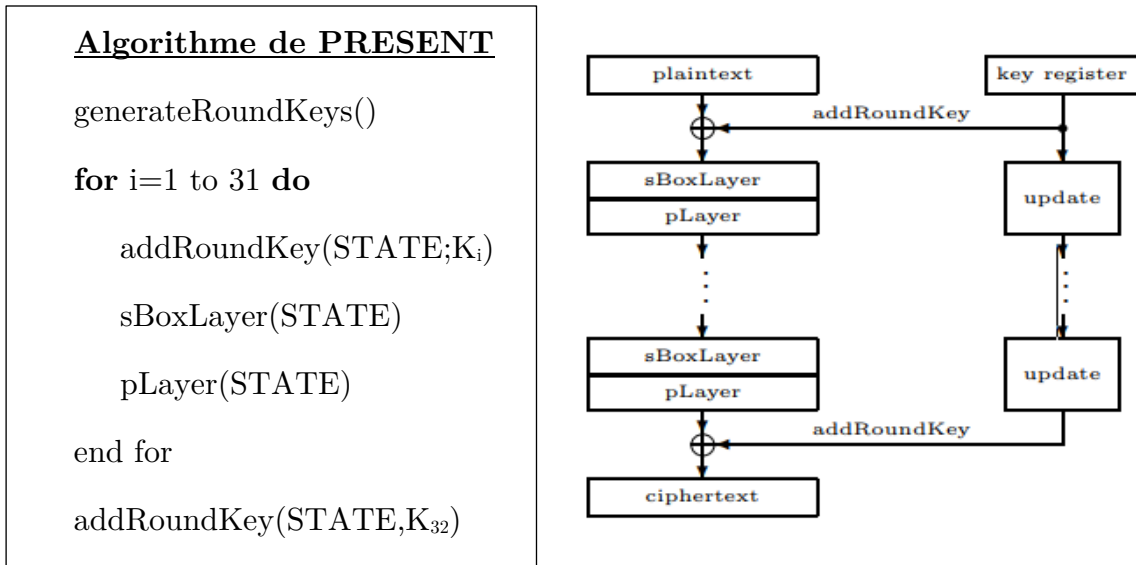 Algorithme de PRESENT
generateRoundKeys()
for i=1 to 31 do
addRoundKey(STATE;Ki)
sBoxLayer(STATE)
pLayer(STATE)
end for
addRoundKey(STATE,K32)
plaintext
key register
addRoundKey
sBoxLayer
pLayer
update
sBoxLayer
pLayer
update
addRoundKey
ciphertext